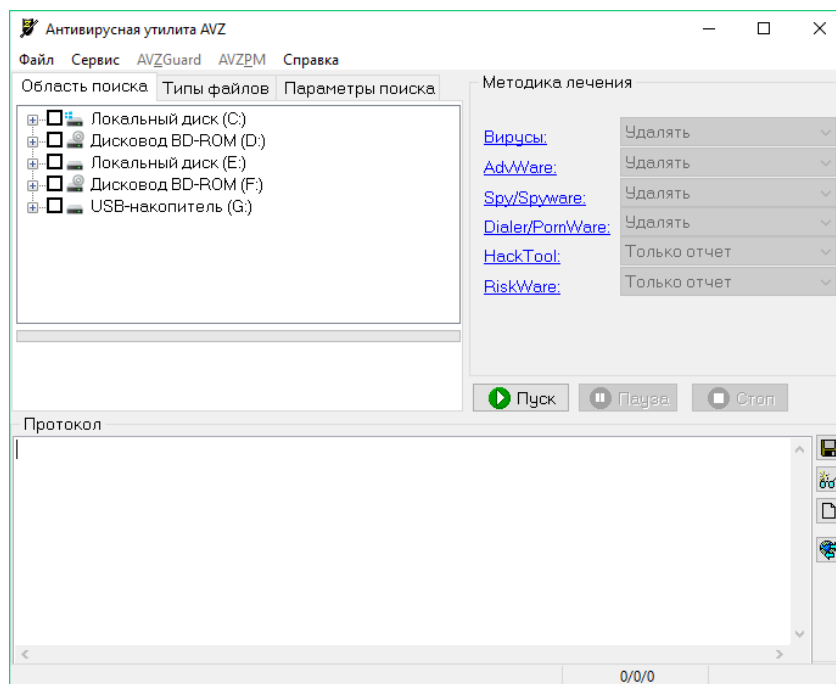 Антивирусная утилита AVZ
Файл Сервис AVZGuard AVZPM Справка
Область поиска Типы файлов Параметры поиска
Локальный диск (C:)
Дисковод BD-ROM (D:)
Локальный диск (E:)
Дисковод BD-ROM (F:)
USB-накопитель (G:)
Методика лечения
Вирусы: Удалять
AdvWare: Удалять
Spy/Spyware: Удалять
Dialer/PornWare: Удалять
HackTool: Только отчет
RiskWare: Только отчет
Пуск Пауза Стоп
Протокол
0/0/0